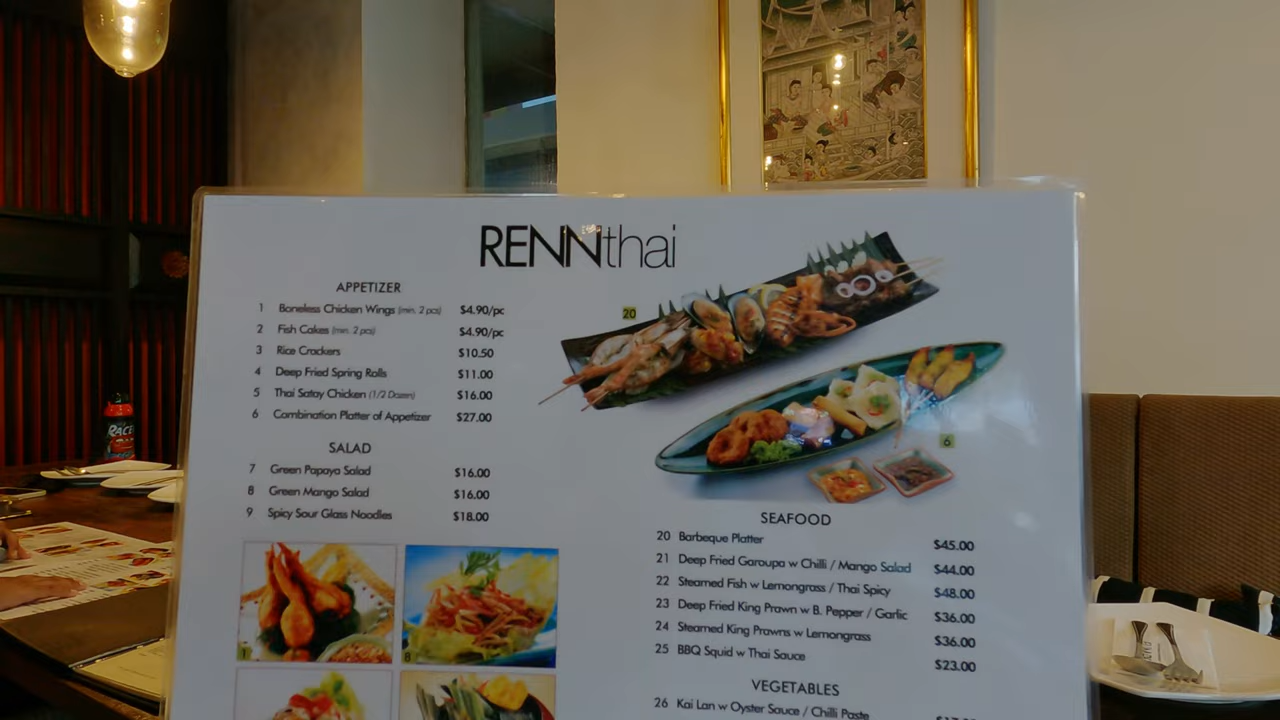 RENNthai
APPETIZER
1 Boneless Chicken Wings (min. 2 pcs) $4.90/pc
2 Fish Cakes (min. 2 pcs) $4.90/pc
3 Rice Crackers $10.50
4 Deep Fried Spring Rolls $11.00
5 Thai Satay Chicken (1/2 Dozen) $16.00
6 Combination Platter of Appetizer $27.00
SALAD
7 Green Papaya Salad $16.00
8 Green Mango Salad $16.00
9 Spicy Sour Glass Noodles $18.00
1
8
20
6
SEAFOOD
20 Barbeque Platter $45.00
21 Deep Fried Garoupa w Chilli / Mango Salad $44.00
22 Steamed Fish w Lemongrass / Thai Spicy $48.00
23 Deep Fried King Prawn w B. Pepper / Garlic $36.00
24 Steamed King Prawns w Lemongrass $36.00
25 BBQ Squid w Thai Sauce $23.00
VEGETABLES
26 Kai Lan w Oyster Sauce / Chilli Paste
RACE